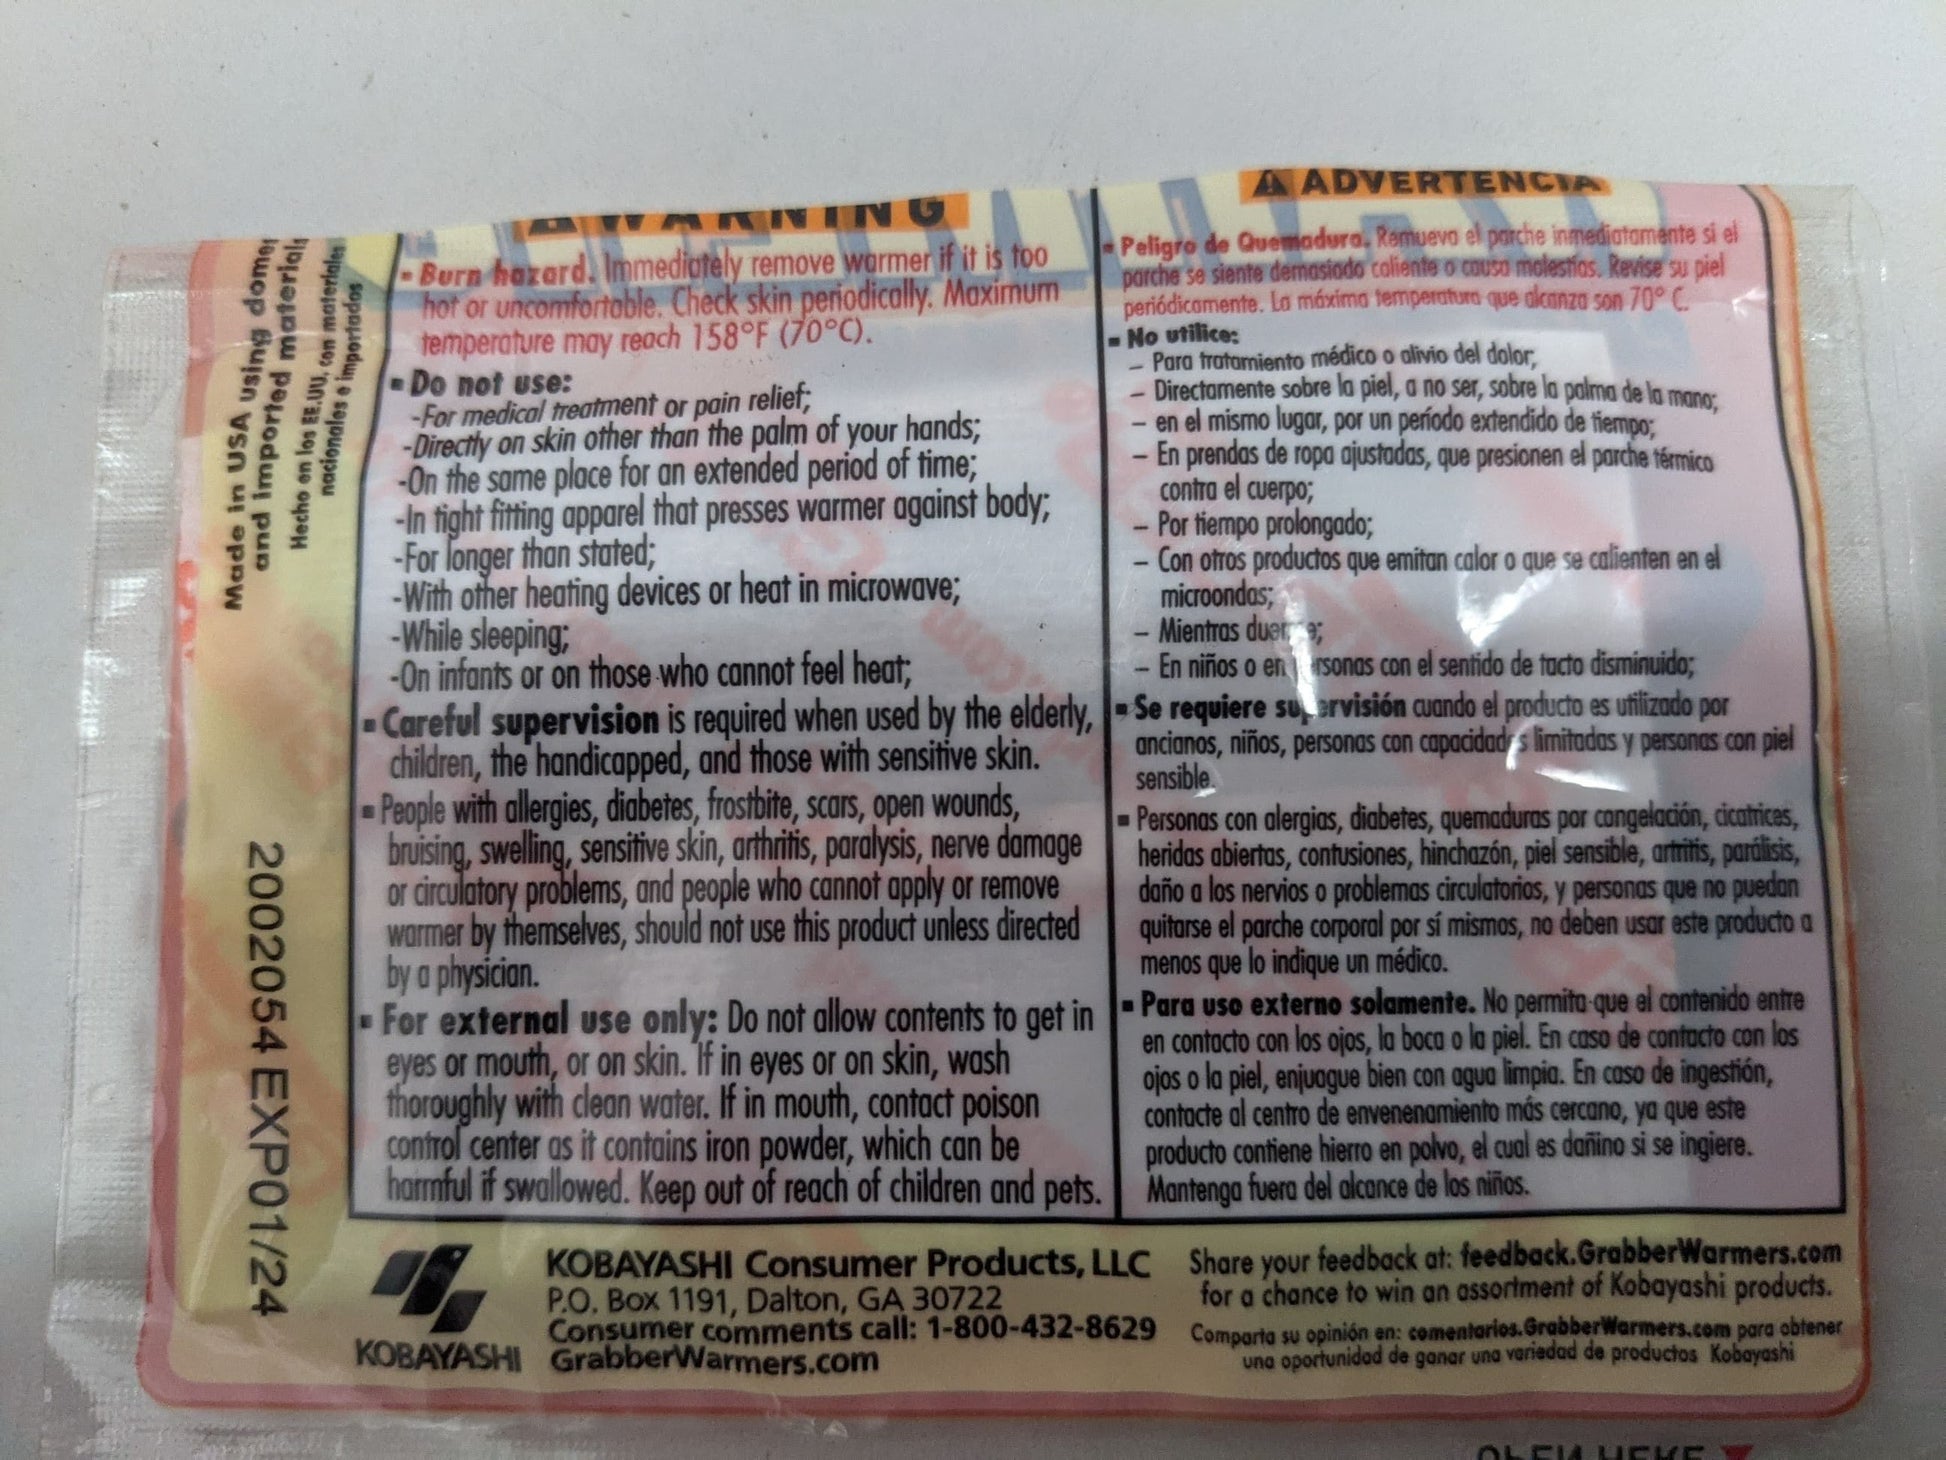 WARNING
▪ Burn hazard. Immediately remove warmer if it is too
hot or uncomfortable. Check skin periodically. Maximum
temperature may reach 158°F (70°C).
▪ Do not use:
-For medical treatment or pain relief;
-Directly on skin other than the palm of your hands;
-On the same place for an extended period of time;
-In tight fitting apparel that presses warmer against body;
-For longer than stated;
-With other heating devices or heat in microwave;
-While sleeping;
-On infants or on those who cannot feel heat;
▪ Careful supervision is required when used by the elderly,
children, the handicapped, and those with sensitive skin.
▪ People with allergies, diabetes, frostbite, scars, open wounds,
bruising, swelling, sensitive skin, arthritis, paralysis, nerve damage
or circulatory problems, and people who cannot apply or remove
warmer by themselves, should not use this product unless directed
by a physician.
▪ For external use only: Do not allow contents to get in
eyes or mouth, or on skin. If in eyes or on skin, wash
thoroughly with clean water. If in mouth, contact poison
control center as it contains iron powder, which can be
harmful if swallowed. Keep out of reach of children and pets.
ADVERTENCIA
▪ Peligro de Quemadura. Remueva el parche inmediatamente si el
parche se siente demasiado caliente o causa molestias. Revise su piel
periódicamente. La máxima temperatura que alcanza son 70° C.
▪ No utilice:
– Para tratamiento médico o alivio del dolor;
– Directamente sobre la piel, a no ser, sobre la palma de la mano;
– en el mismo lugar, por un período extendido de tiempo;
– En prendas de ropa ajustadas, que presionen el parche térmico
contra el cuerpo;
– Por tiempo prolongado;
– Con otros productos que emitan calor o que se calienten en el
microondas;
– Mientras
– En niños o en personas con el sentido de tacto disminuido;
▪ Se requiere supervisión cuando el producto es utilizado por
ancianos, niños, personas con capacidades limitadas y personas con piel
sensible.
▪ Personas con alergias, diabetes, quemaduras por congelación, cicatrices,
heridas abiertas, contusiones, hinchazón, piel sensible, artritis, parálisis,
daño a los nervios o problemas circulatorios, y personas que no puedan
quitarse el parche corporal por sí mismas, no deben usar este producto a
menos que lo indique un médico.
▪ Para uso externo solamente. No permita que el contenido entre
en contacto con los ojos, la boca o la piel. En caso de contacto con los
ojos o la piel, enjuague bien con agua limpia. En caso de ingestión,
contacte al centro de envenenamiento más cercano, ya que este
producto contiene hierro en polvo, el cual es dañino si se ingiere.
Mantenga fuera del alcance de los niños.
Made in USA using
and imported materials
Hecho en los EE.UU. con materiales
nacionales e importados
2002054 EXP01/24
KOBAYASHI
KOBAYASHI Consumer Products, LLC
P.O. Box 1191, Dalton, GA 30722
Consumer comments call: 1-800-432-8629
GrabberWarmers.com
Share your feedback at: feedback.GrabberWarmers.com
for a chance to win an assortment of Kobayashi products.
Comparta su opinión en: comentarios.GrabberWarmers.com para obtener
una oportunidad de ganar una variedad de productos Kobayashi
OPEN HERE